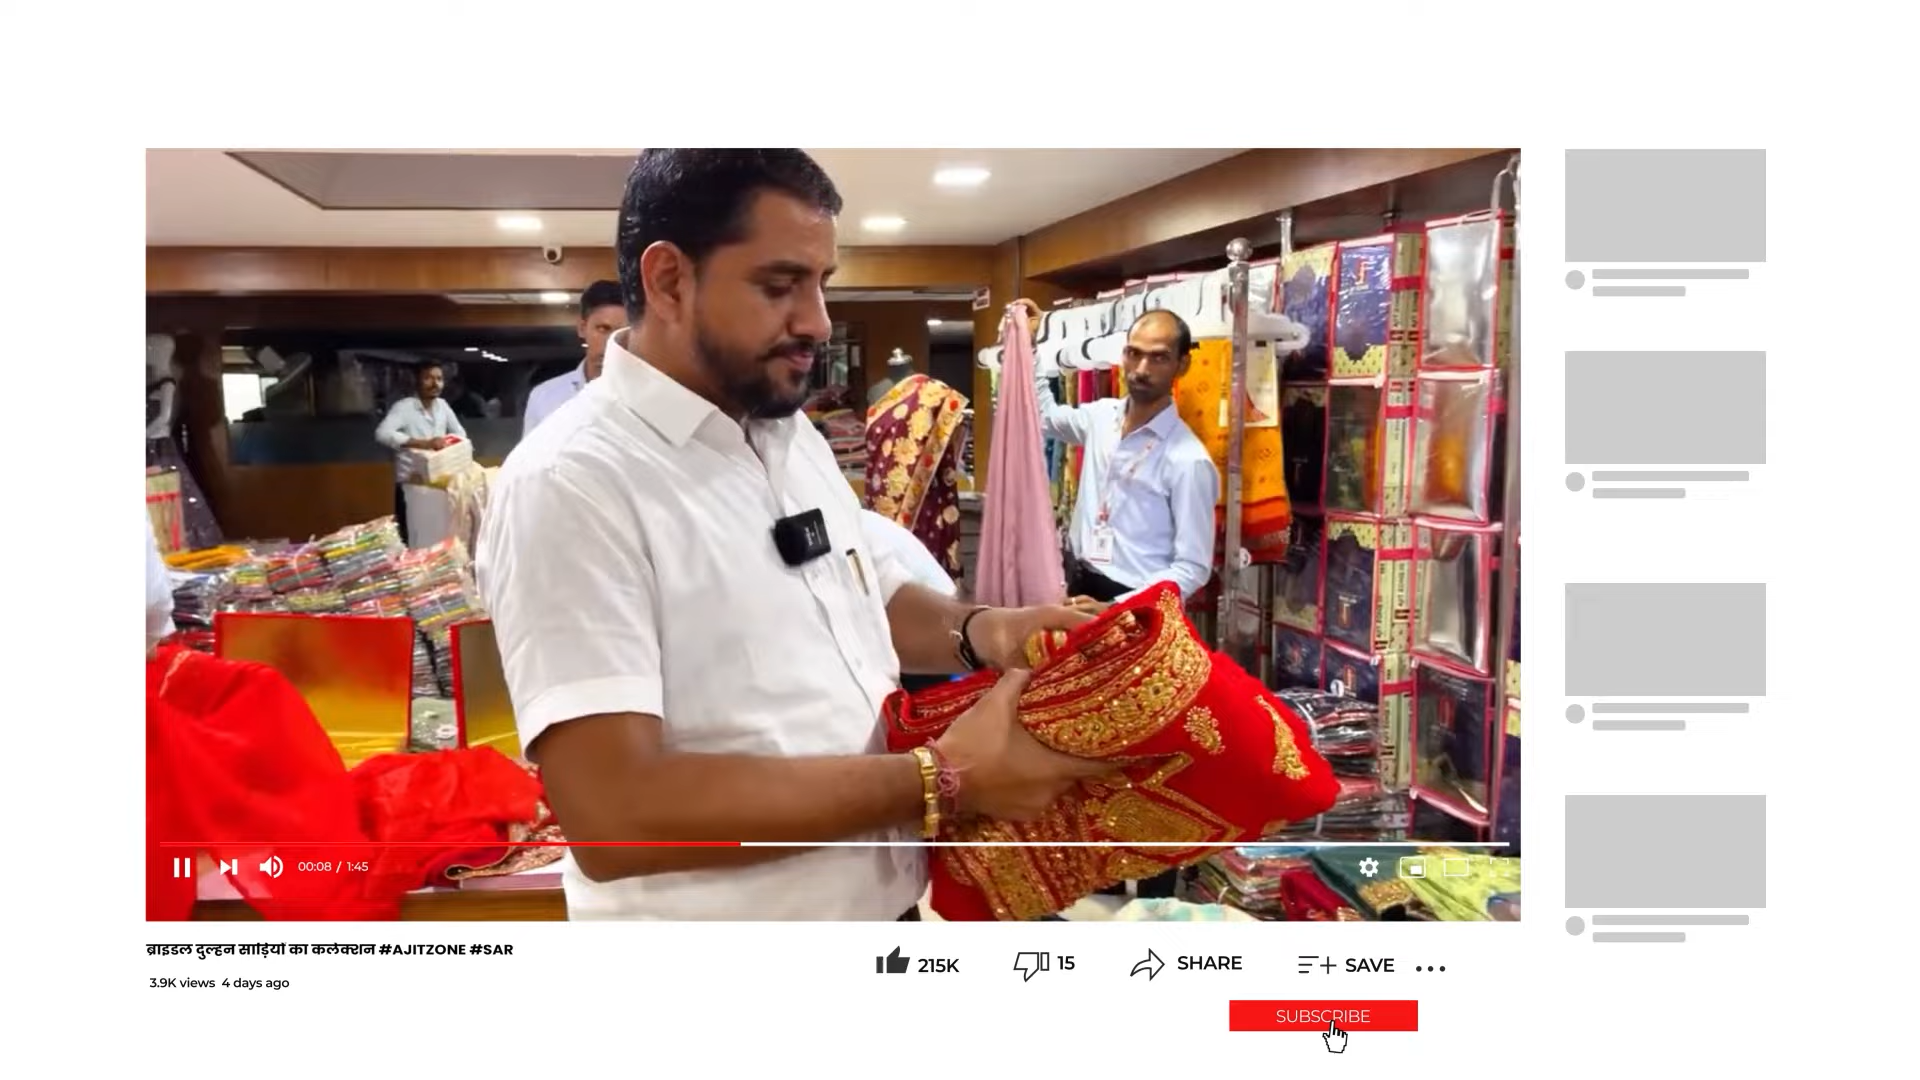 00:08 / 1:45
ब्राइडल दुल्हन साड़ियों का कलेक्शन #AJITZONE #SAR
215K
15
SHARE
SAVE
3.9K views 4 days ago
SUBSCRIBE